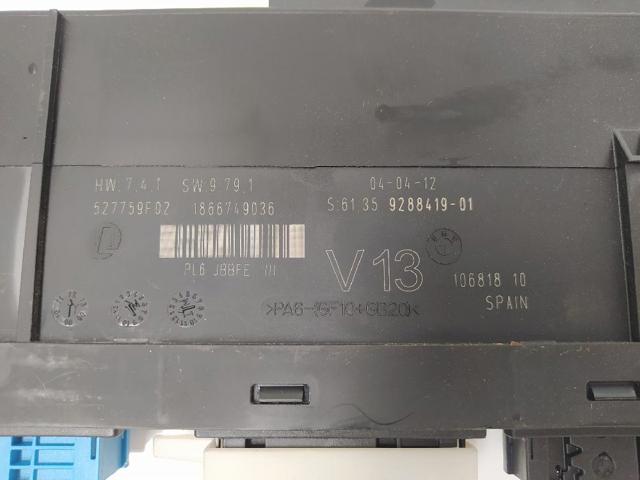 HW:7.4.1 SW:9.79.1 04-04-12
527759F02 1866749036 S:61.35 9288419-01
PL6 JBBFE III
V13
106818 10
SPAIN
>PA6-(GF10+GB20)<